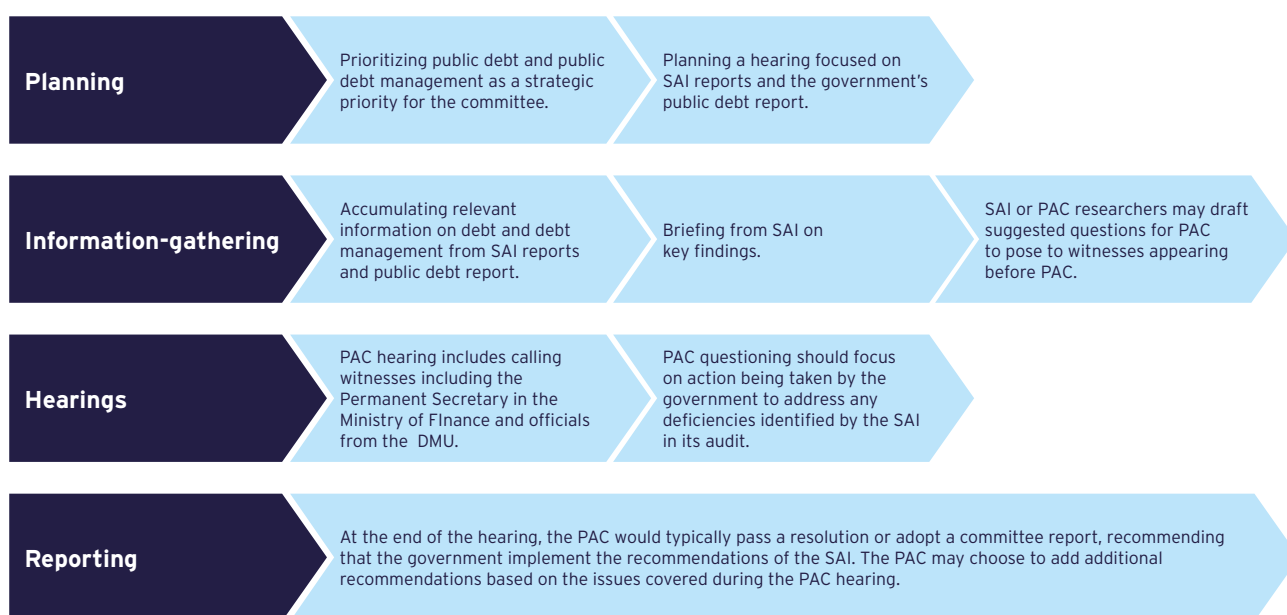 Planning
Prioritizing public debt and public
debt management as a strategic
priority for the committee.
Planning a hearing focused on
SAI reports and the government's
public debt report.
Information-gathering
Accumulating relevant
information on debt and debt
management from SAI reports
and public debt report.
Briefing from SAI on
key findings.
SAI or PAC researchers may draft
suggested questions for PAC
to pose to witnesses appearing
before PAC.
Hearings
PAC hearing includes calling
witnesses including the
Permanent Secretary in the
Ministry of FInance and officials
from the DMU.
PAC questioning should focus
on action being taken by the
government to address any
deficiencies identified by the SAI
in its audit.
Reporting
At the end of the hearing, the PAC would typically pass a resolution or adopt a committee report, recommending
that the government implement the recommendations of the SAI. The PAC may choose to add additional
recommendations based on the issues covered during the PAC hearing.